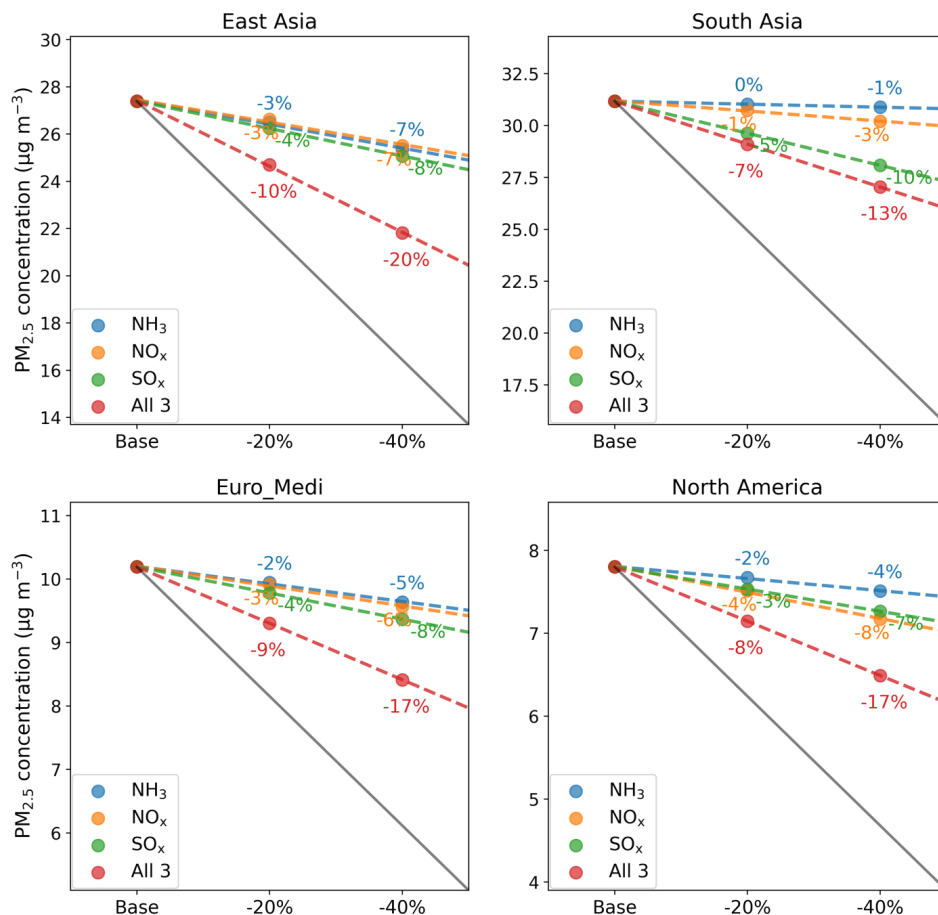 East Asia
PM2.5 concentration (µg m−3)
30
28
26
24
22
20
18
16
14
-3%
-7%
-3%
-4%
-7%
-8%
-10%
-20%
NH3
NOx
SOx
All 3
Base
-20%
-40%
South Asia
32.5
30.0
27.5
25.0
22.5
20.0
17.5
0%
-1%
-1%
-3%
-5%
-7%
-10%
-13%
NH3
NOx
SOx
All 3
Base
-20%
-40%
Euro_Medi
PM2.5 concentration (µg m−3)
11
10
9
8
7
6
-2%
-5%
-3%
-4%
-6%
-8%
-9%
-17%
NH3
NOx
SOx
All 3
Base
-20%
-40%
North America
8
7
6
5
4
-2%
-4%
-4%
-3%
-8%
-7%
-8%
-17%
NH3
NOx
SOx
All 3
Base
-20%
-40%